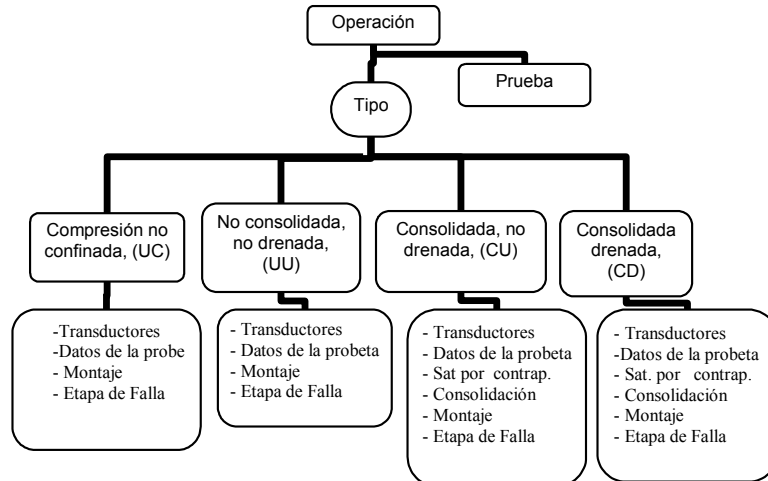 Operación
Prueba
Tipo
Compresión no
confinada, (UC)
No consolidada,
no drenada,
(UU)
Consolidada, no
drenada, (CU)
Consolidada
drenada,
(CD)
-Transductores
-Datos de la probe
- Montaje
- Etapa de Falla
- Transductores
- Datos de la probeta
- Montaje
- Etapa de Falla
- Transductores
- Datos de la probeta
- Sat por contrap.
- Consolidación
- Montaje
- Etapa de Falla
- Transductores
-Datos de la probeta
- Sat. por contrap.
- Consolidación
- Montaje
- Etapa de Falla